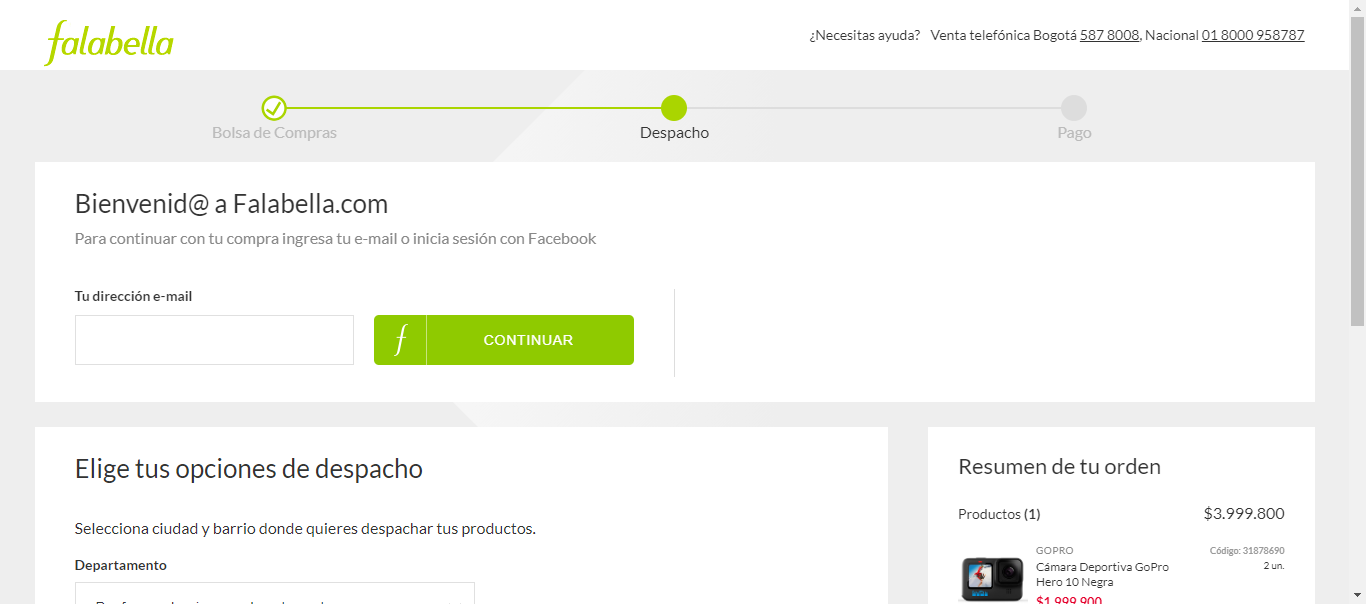 falabella
¿Necesitas ayuda? Venta telefónica Bogotá 587 8008, Nacional 01 8000 958787
Bolsa de Compras
Despacho
Pago
Bienvenid@ a Falabella.com
Para continuar con tu compra ingresa tu e-mail o inicia sesión con Facebook
Tu dirección e-mail
f CONTINUAR
Elige tus opciones de despacho
Selecciona ciudad y barrio donde quieres despachar tus productos.
Departamento
Resumen de tu orden
Productos (1) $3.999.800
GOPRO Código: 31878690
Cámara Deportiva GoPro 2 un.
Hero 10 Negra
$1.999.900